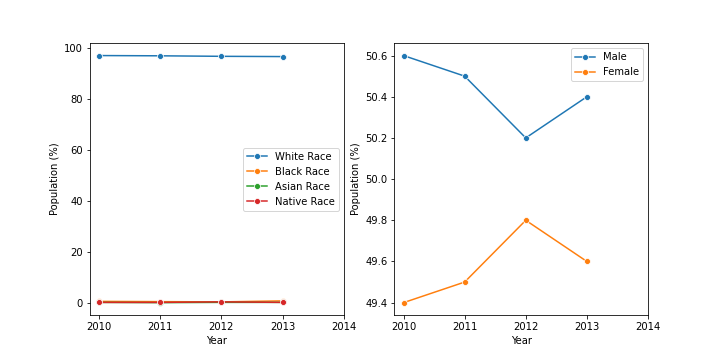 100
80
60
40
20
0
Population (%)
2010 2011 2012 2013 2014
Year
White Race
Black Race
Asian Race
Native Race
50.6
50.4
50.2
50.0
49.8
49.6
49.4
Population (%)
2010 2011 2012 2013 2014
Year
Male
Female